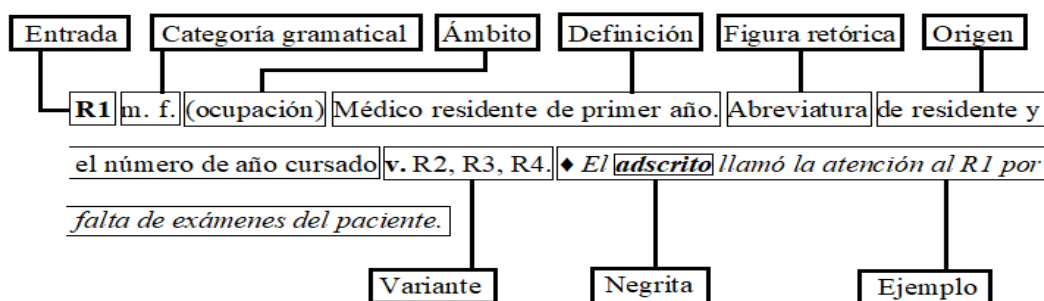 Entrada Categoría gramatical Ámbito Definición Figura retórica Origen
R1 m. f. (ocupación) Médico residente de primer año. Abreviatura de residente y
el número de año cursado v. R2, R3, R4. ♦ El adscrito llamó la atención al R1 por
falta de exámenes del paciente.
Variante Negrita Ejemplo